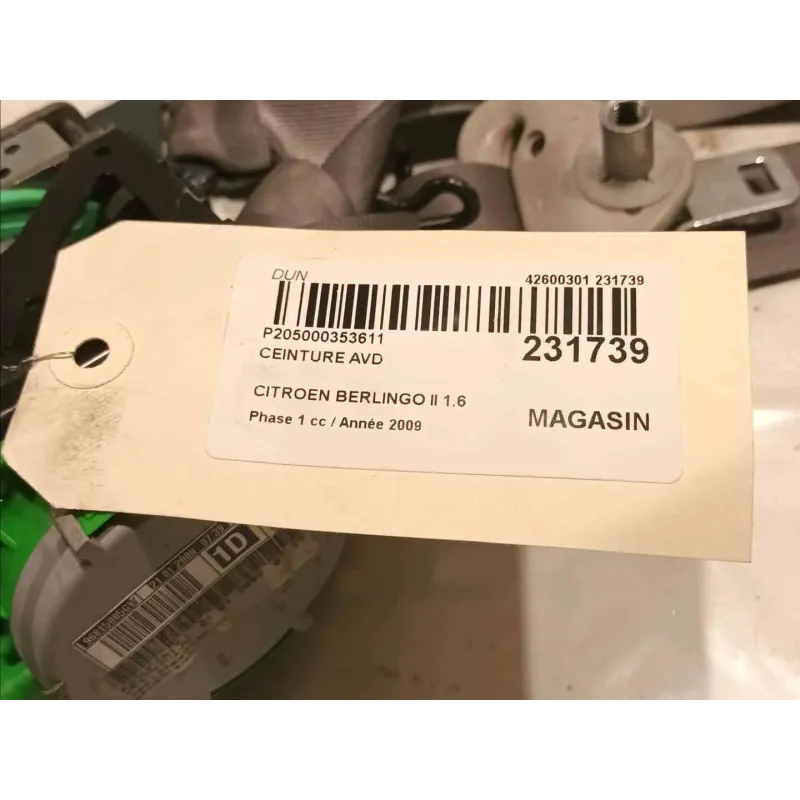 DUN
42600301 231739
P205000353611
231739
CEINTURE AVD
CITROEN BERLINGO II 1.6
MAGASIN
Phase 1 cc / Année 2009
1D